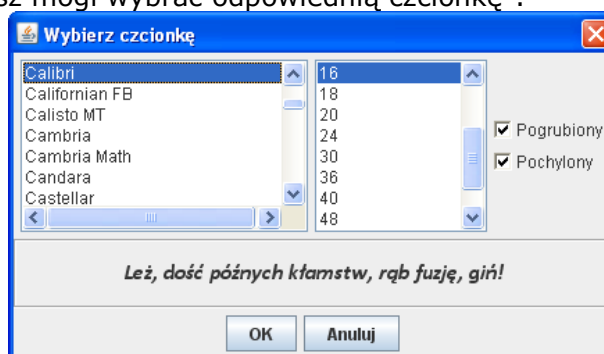 sz mógł wybrać odpowiednią czcionkę .
Wybierz czcionkę
Calibri
Californian FB
Calisto MT
Cambria
Cambria Math
Candara
Castellar
16
18
20
24
30
36
40
48
Pogrubiony
Pochylony
Leż, dość późnych kłamstw, rąb fuzję, giń!
OK
Anuluj